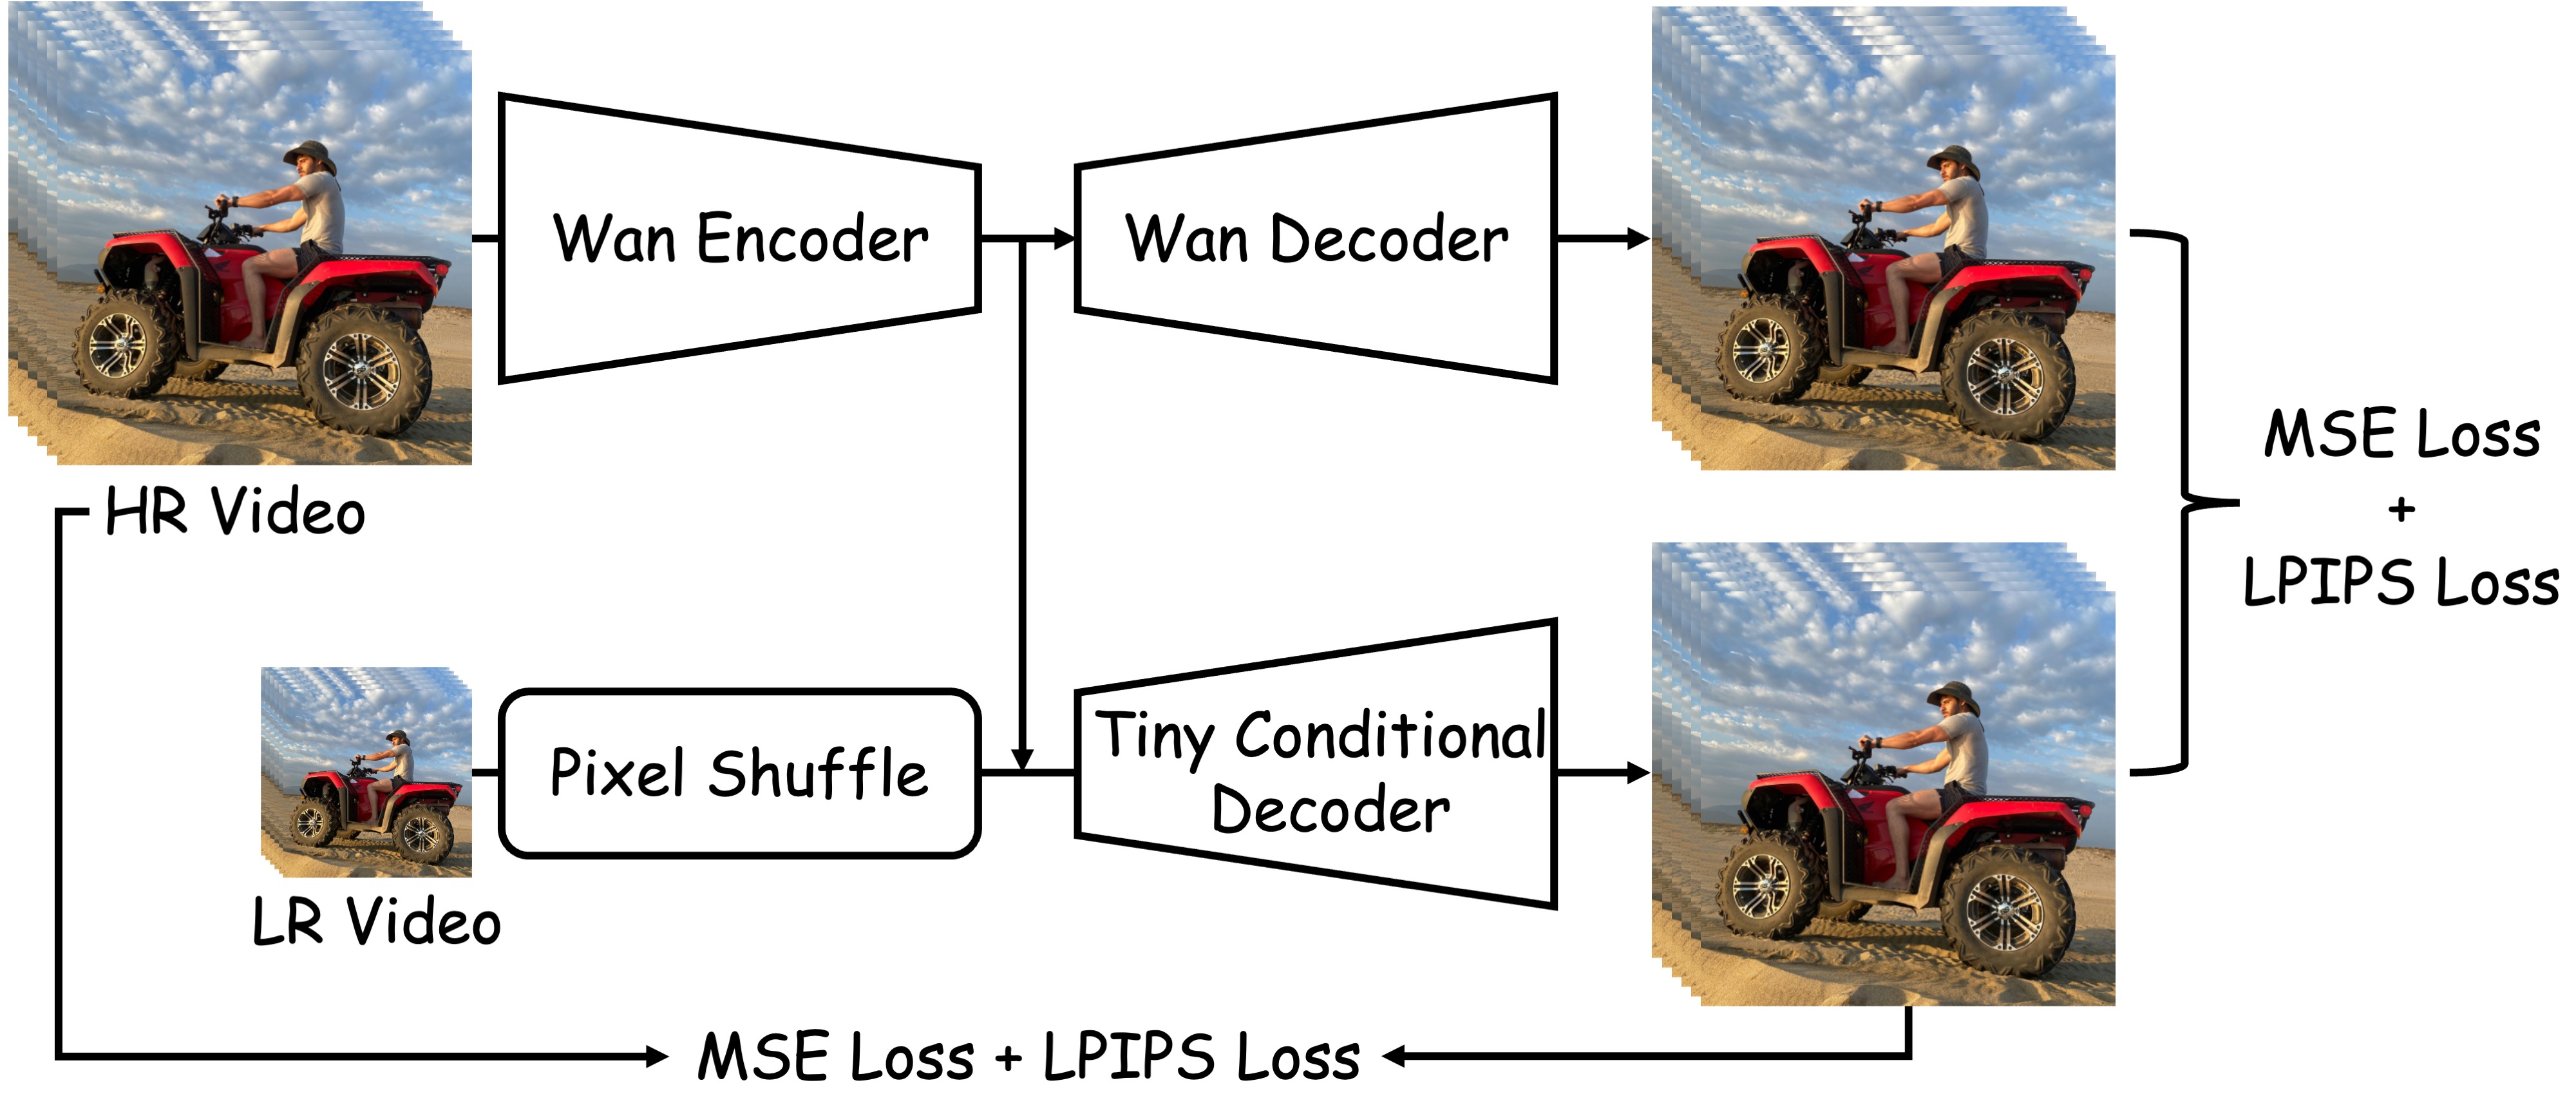 Wan Encoder
Wan Decoder
HR Video
MSE Loss
+
LPIPS Loss
Pixel Shuffle
Tiny Conditional
Decoder
LR Video
MSE Loss + LPIPS Loss